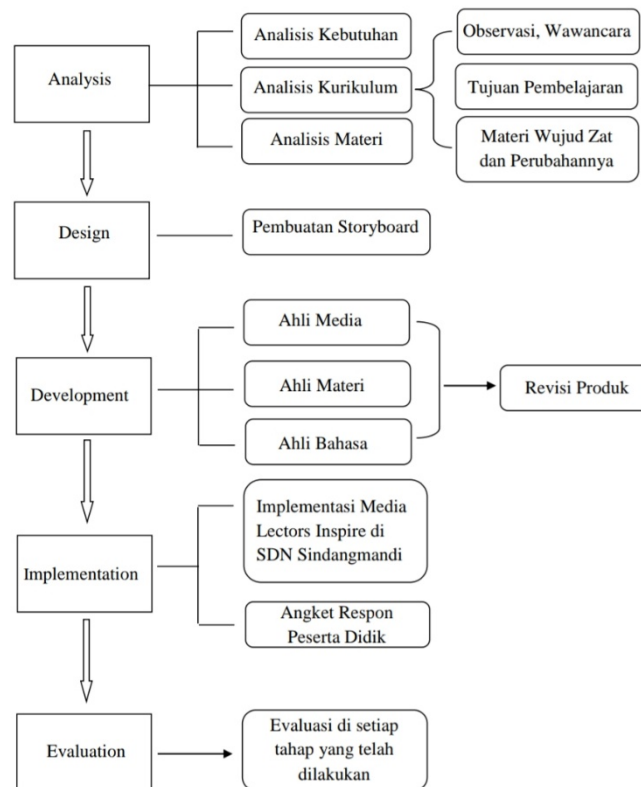 Analysis
Analisis Kebutuhan
Analisis Kurikulum
Analisis Materi
Observasi, Wawancara
Tujuan Pembelajaran
Materi Wujud Zat
dan Perubahannya
Design
Pembuatan Storyboard
Development
Ahli Media
Ahli Materi
Ahli Bahasa
Revisi Produk
Implementation
Implementasi Media
Lectors Inspire di
SDN Sindangmandi
Angket Respon
Peserta Didik
Evaluation
Evaluasi di setiap
tahap yang telah
dilakukan